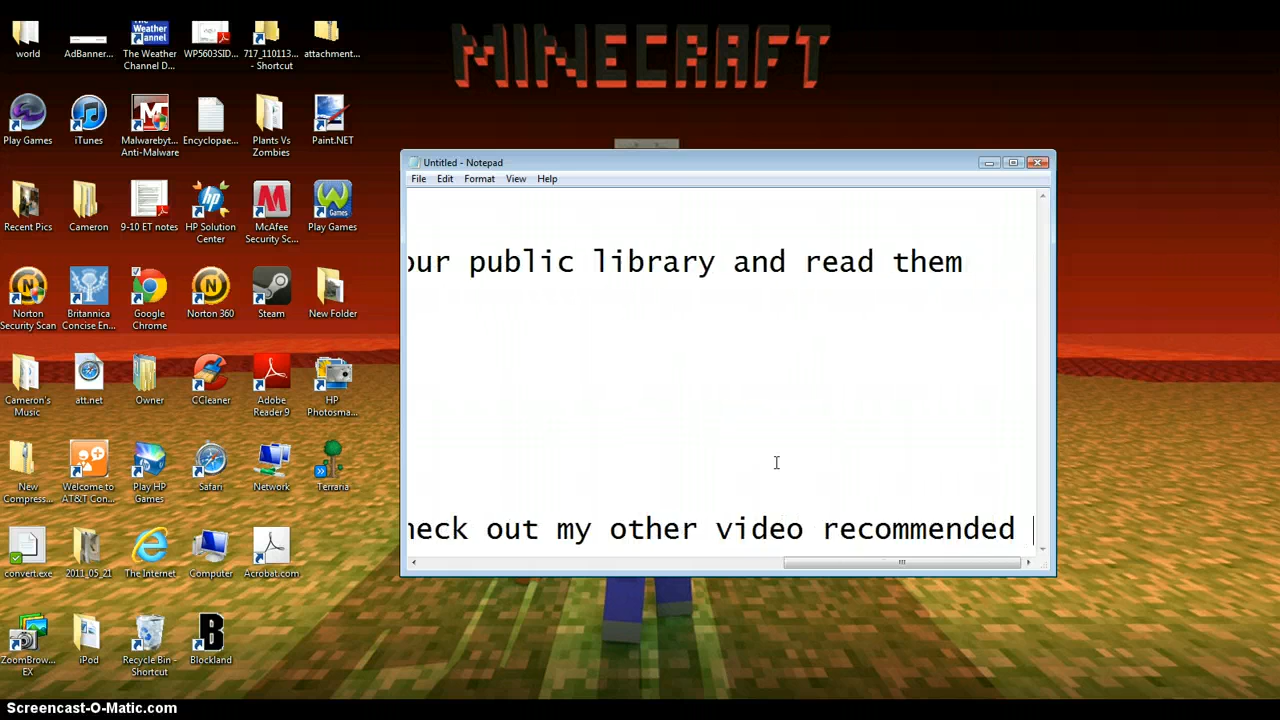 MINECRAFT
world
AdBanner...
The Weather Channel D...
WP5603SID...
717_110113... - Shortcut
attachment...
Play Games
iTunes
Malwarebyt... Anti-Malware
Encyclopae...
Plants Vs Zombies
Paint.NET
Recent Pics
Cameron
9-10 ET notes
HP Solution Center
McAfee Security Sc...
Play Games
Norton Security Scan
Britannica Concise En...
Google Chrome
Norton 360
Steam
New Folder
Cameron's Music
att.net
Owner
CCleaner
Adobe Reader 9
HP Photosma...
New Compress...
Welcome to AT&T Con...
Play HP Games
Safari
Network
Terraria
convert.exe
2011_05_21
The Internet
Computer
Acrobat.com
ZoomBrow... EX
iPod
Recycle Bin - Shortcut
Blockland
Untitled - Notepad
File Edit Format View Help
our public library and read them
heck out my other video recommended
Screencast-O-Matic.com